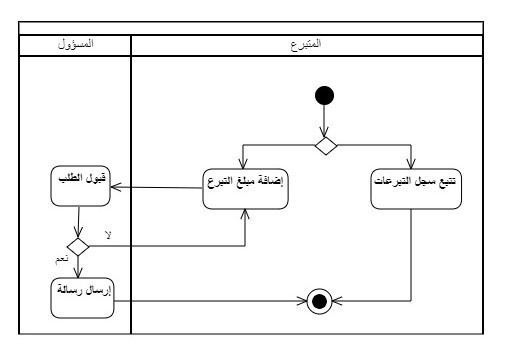 المتبرع
المسؤول
تتبع سجل التبرعات
إضافة مبلغ التبرع
قبول الطلب
لا
نعم
إرسال رسالة